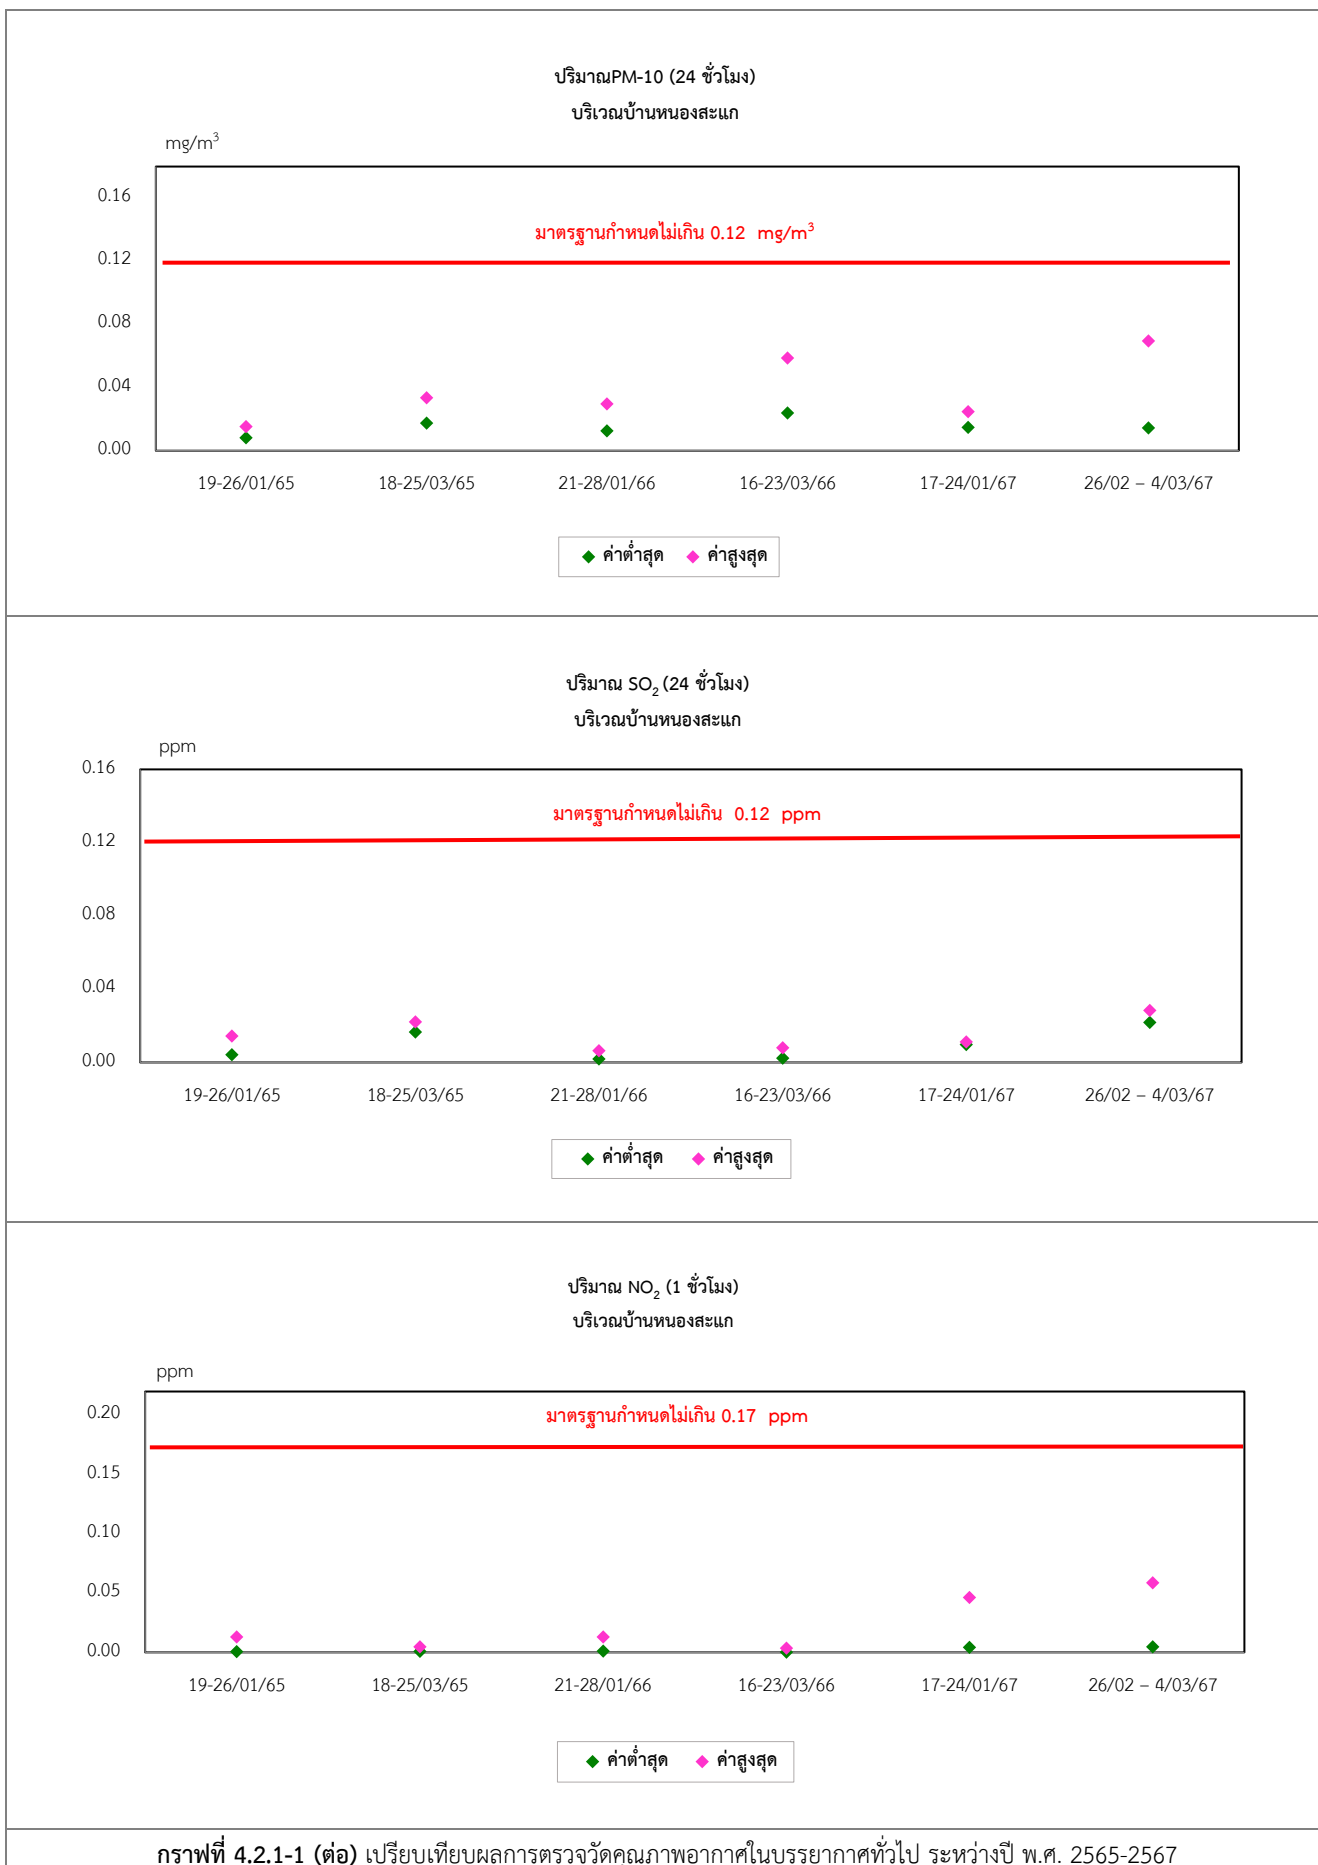 ปริมาณPM-10 (24 ชั่วโมง)
บริเวณบ้านหนองสะแก
mg/m³
0.16
มาตรฐานกำหนดไม่เกิน 0.12 mg/m³
0.12
0.08
0.04
0.00
19-26/01/65 18-25/03/65 21-28/01/66 16-23/03/66 17-24/01/67 26/02 – 4/03/67
ค่าต่ำสุด ค่าสูงสุด
ปริมาณ SO₂ (24 ชั่วโมง)
บริเวณบ้านหนองสะแก
ppm
0.16
มาตรฐานกำหนดไม่เกิน 0.12 ppm
0.12
0.08
0.04
0.00
19-26/01/65 18-25/03/65 21-28/01/66 16-23/03/66 17-24/01/67 26/02 – 4/03/67
ค่าต่ำสุด ค่าสูงสุด
ปริมาณ NO₂ (1 ชั่วโมง)
บริเวณบ้านหนองสะแก
ppm
0.20
มาตรฐานกำหนดไม่เกิน 0.17 ppm
0.15
0.10
0.05
0.00
19-26/01/65 18-25/03/65 21-28/01/66 16-23/03/66 17-24/01/67 26/02 – 4/03/67
ค่าต่ำสุด ค่าสูงสุด
กราฟที่ 4.2.1-1 (ต่อ) เปรียบเทียบผลการตรวจวัดคุณภาพอากาศในบรรยากาศทั่วไป ระหว่างปี พ.ศ. 2565-2567